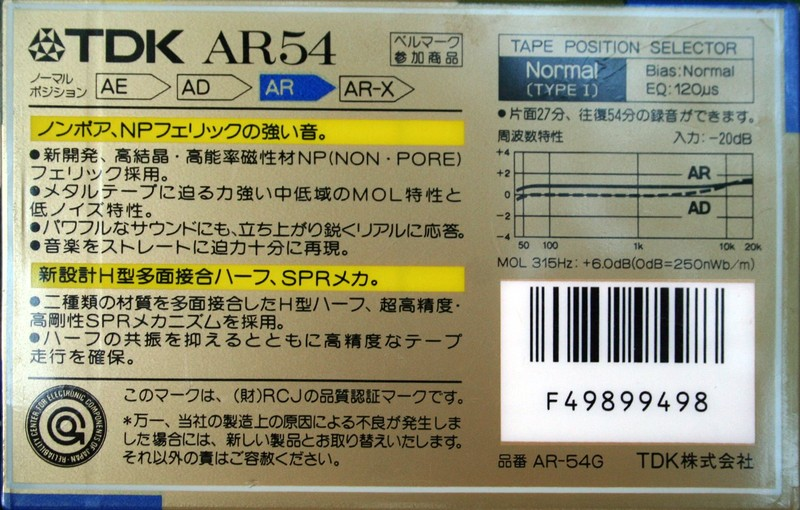 TDK AR54
ベルマーク
参加商品
ノーマル
ポジション
AE AD AR AR-X
ノンポア、NPフェリックの強い音。
●新開発、高結晶・高能率磁性材NP(NON・PORE)
フェリック採用。
●メタルテープに迫る力強い中低域のMOL特性と
低ノイズ特性。
●パワフルなサウンドにも、立ち上がり鋭くリアルに応答。
●音楽をストレートに迫力十分に再現。
新設計H型多面接合ハーフ、SPRメカ。
●二種類の材質を多面接合したH型ハーフ、超高精度・
高剛性SPRメカニズムを採用。
●ハーフの共振を抑えるとともに高精度なテープ
走行を確保。
RELIABILITY CENTER FOR ELECTRONIC COMPONENTS OF JAPAN
このマークは、(財)RCJの品質認証マークです。
*万一、当社の製造上の原因による不良が発生しま
した場合には、新しい製品とお取り替えいたします。
それ以外の責はご容赦ください。
TAPE POSITION SELECTOR
Normal
(TYPE I)
Bias:Normal
EQ:120μs
●片面27分、往復54分の録音ができます。
周波数特性 入力:-20dB
+4
+2
0
-2
-4
AR
AD
50 100 1k 10k 20k
MOL 315Hz:+6.0dB(0dB=250nWb/m)
F49899498
品番 AR-54G TDK株式会社